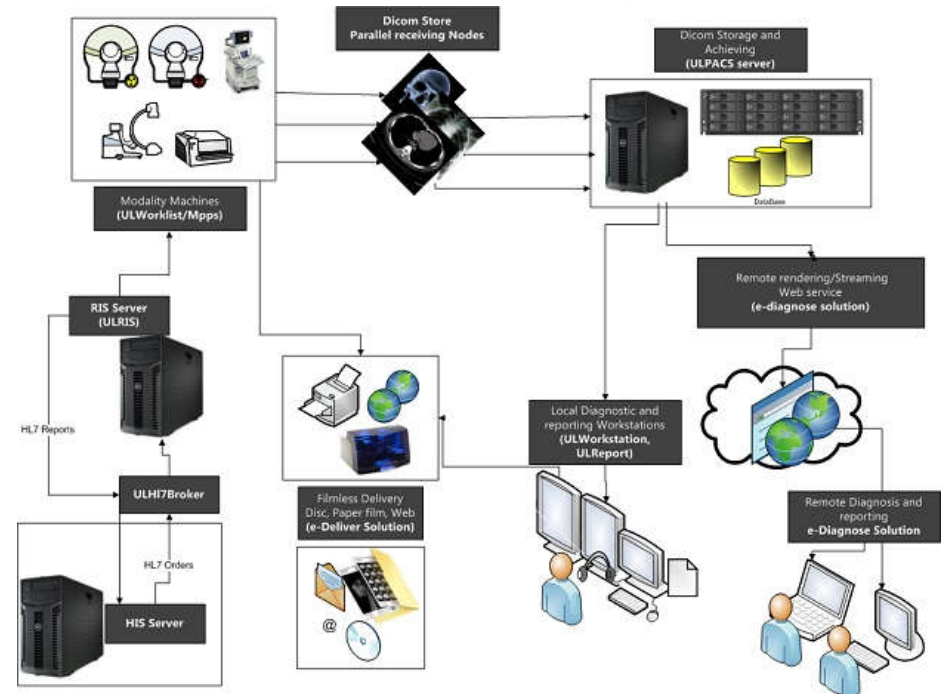 Dicom Store
Parallel receiving Nodes
Dicom Storage and
Achieving
(ULPACS server)
DataBase
Modality Machines
(ULWorklist/Mpps)
Remote rendering/Streaming
Web service
(e-diagnose solution)
RIS Server
(ULRIS)
HL7 Reports
Local Diagnostic and
reporting Workstations
(ULWorkstation,
ULReport)
ULHl7Broker
Filmless Delivery
Disc, Paper film, Web
(e-Deliver Solution)
Remote Diagnosis and
reporting
e-Diagnose Solution
HL7 Orders
HIS Server
@